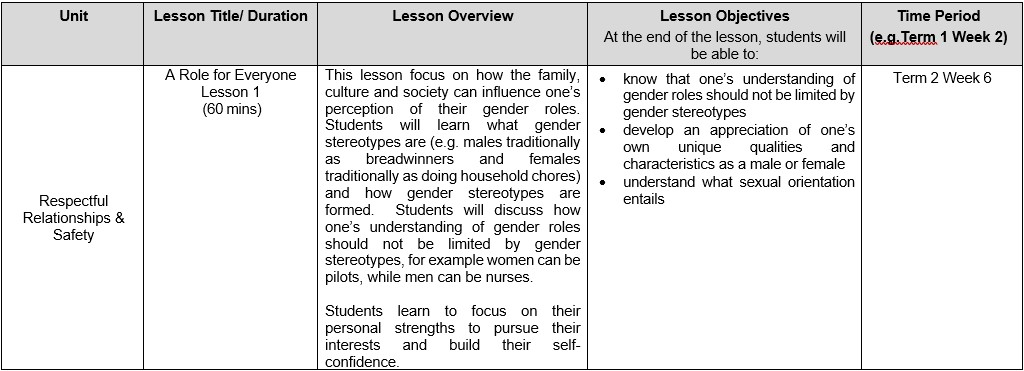 Unit
Lesson Title/ Duration
Lesson Overview
Lesson Objectives
At the end of the lesson, students will
be able to:
Time Period
(e.g.Term 1 Week 2)
Respectful
Relationships &
Safety
A Role for Everyone
Lesson 1
(60 mins)
This lesson focus on how the family,
culture and society can influence one's
perception of their gender roles.
Students will learn what gender
stereotypes are (e.g. males traditionally
as breadwinners and females
traditionally as doing household chores)
and how gender stereotypes are
formed. Students will discuss how
one's understanding of gender roles
should not be limited by gender
stereotypes, for example women can be
pilots, while men can be nurses.
Students learn to focus on their
personal strengths to pursue their
interests and build their self-
confidence.
• know that one's understanding of
gender roles should not be limited by
gender stereotypes
• develop an appreciation of one's
own unique qualities and
characteristics as a male or female
• understand what sexual orientation
entails
Term 2 Week 6